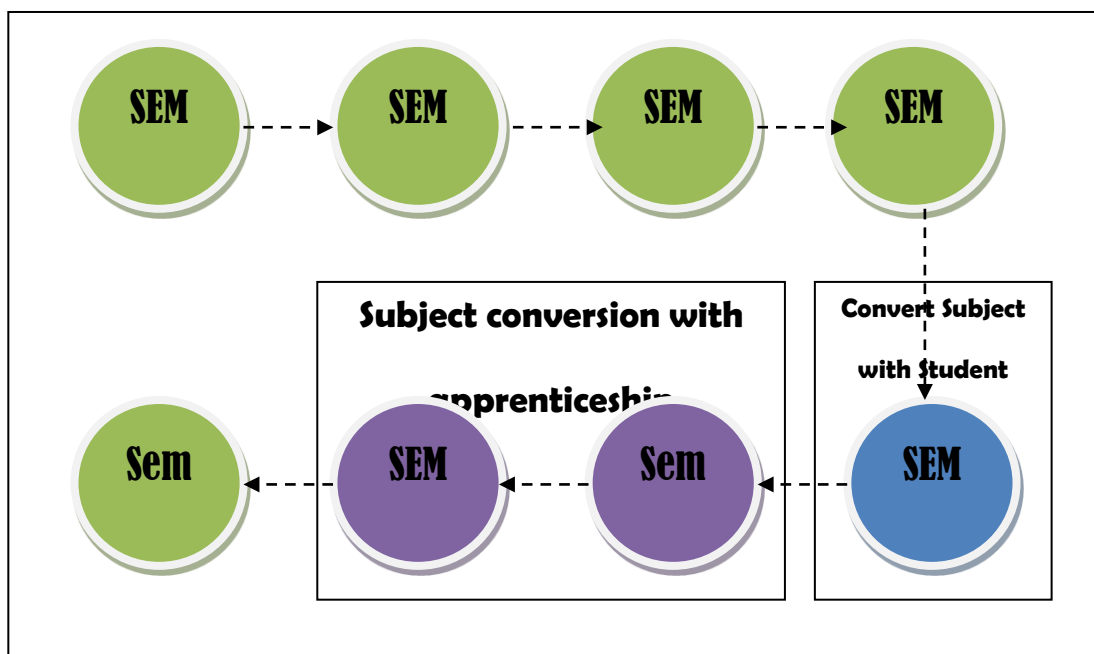 SEM
SEM
SEM
SEM
Subject conversion with
apprenticeship
Convert Subject
with Student
Sem
SEM
Sem
SEM